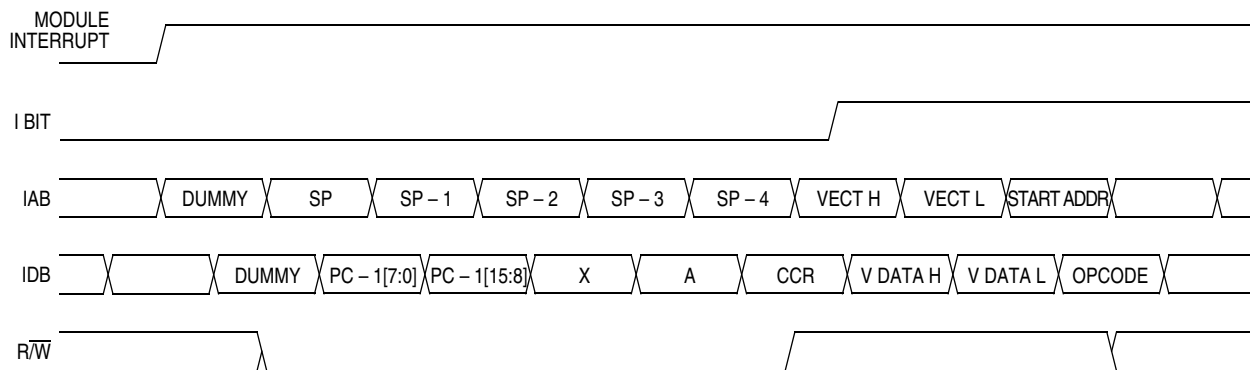 MODULE
INTERRUPT
I BIT
IAB DUMMY SP SP – 1 SP – 2 SP – 3 SP – 4 VECT H VECT L START ADDR
IDB DUMMY PC – 1[7:0] PC – 1[15:8] X A CCR V DATA H V DATA L OPCODE
R/W̅